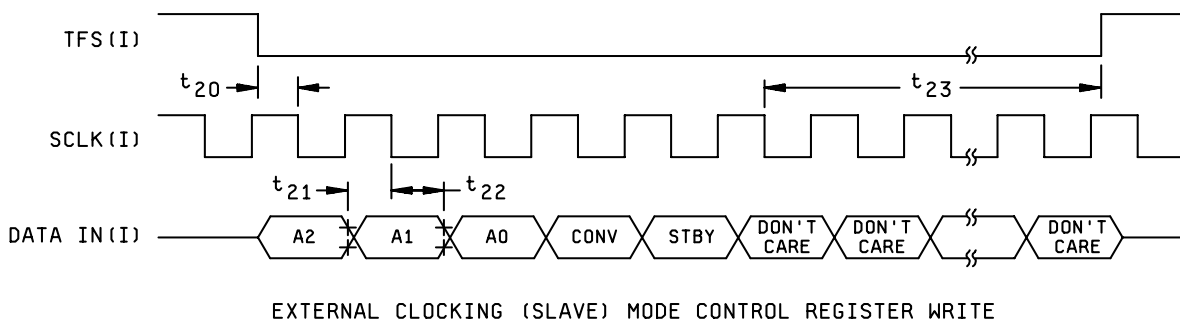 TFS(I)
t20
t23
SCLK(I)
t21
t22
DATA IN(I)
A2
A1
A0
CONV
STBY
DON'T
CARE
DON'T
CARE
DON'T
CARE
EXTERNAL CLOCKING (SLAVE) MODE CONTROL REGISTER WRITE